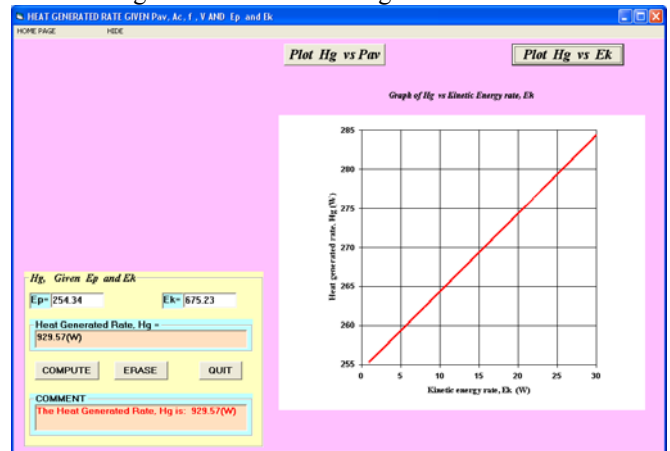 HEAT GENERATED RATE GIVEN Pav, Ac, f , V AND Ep and Ek
HOME PAGE HIDE
Plot Hg vs Pav
Plot Hg vs Ek
Graph of Hg vs Kinetic Energy rate, Ek
285
280
275
270
265
260
255
Heat generated rate, Hg (W)
0 5 10 15 20 25 30
Kinetic energy rate, Ek (W)
Hg, Given Ep and Ek
Ep= 254.34 Ek= 675.23
Heat Generated Rate, Hg =
929.57(W)
COMPUTE ERASE QUIT
COMMENT
The Heat Generated Rate, Hg is: 929.57(W)